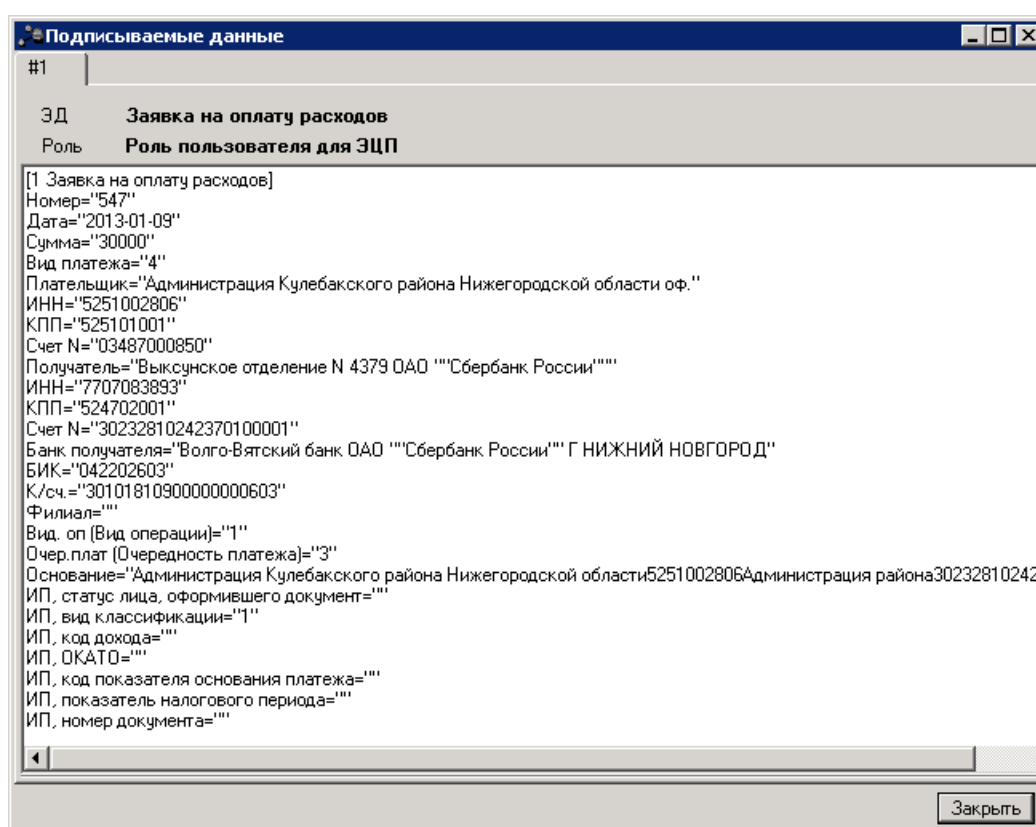 Подписываемые данные
#1
ЭД Заявка на оплату расходов
Роль Роль пользователя для ЭЦП
[1 Заявка на оплату расходов]
Номер="547"
Дата="2013-01-09"
Сумма="30000"
Вид платежа="4"
Плательщик="Администрация Кулебакского района Нижегородской области оф."
ИНН="5251002806"
КПП="525101001"
Счет N="03487000850"
Получатель="Выксунское отделение N 4379 ОАО ""Сбербанк России"""
ИНН="7707083893"
КПП="524702001"
Счет N="30232810242370100001"
Банк получателя="Волго-Вятский банк ОАО ""Сбербанк России"" Г НИЖНИЙ НОВГОРОД"
БИК="042202603"
К/сч.="30101810900000000603"
Филиал=""
Вид. оп (Вид операции)="1"
Очер.плат (Очередность платежа)="3"
Основание="Администрация Кулебакского района Нижегородской области5251002806Администрация района30232810242
ИП, статус лица, оформившего документ=""
ИП, вид классификации="1"
ИП, код дохода=""
ИП, ОКАТО=""
ИП, код показателя основания платежа=""
ИП, показатель налогового периода=""
ИП, номер документа=""
Закрыть